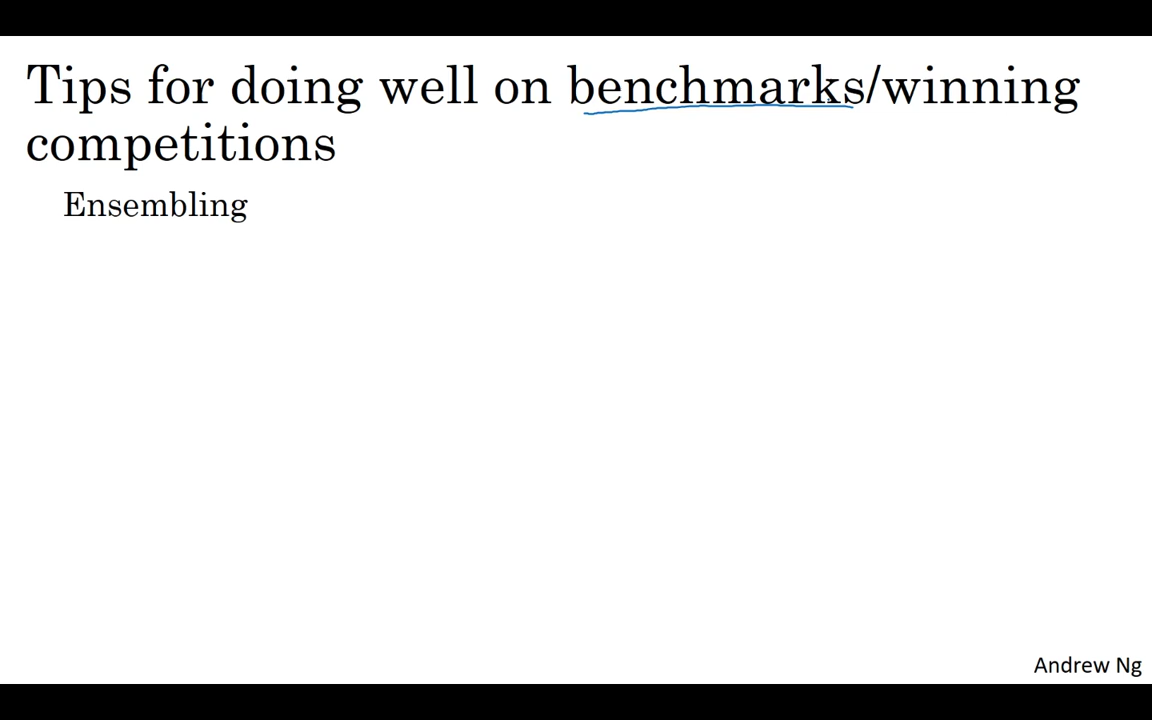 Tips for doing well on benchmarks/winning
competitions
Ensembling
Andrew Ng